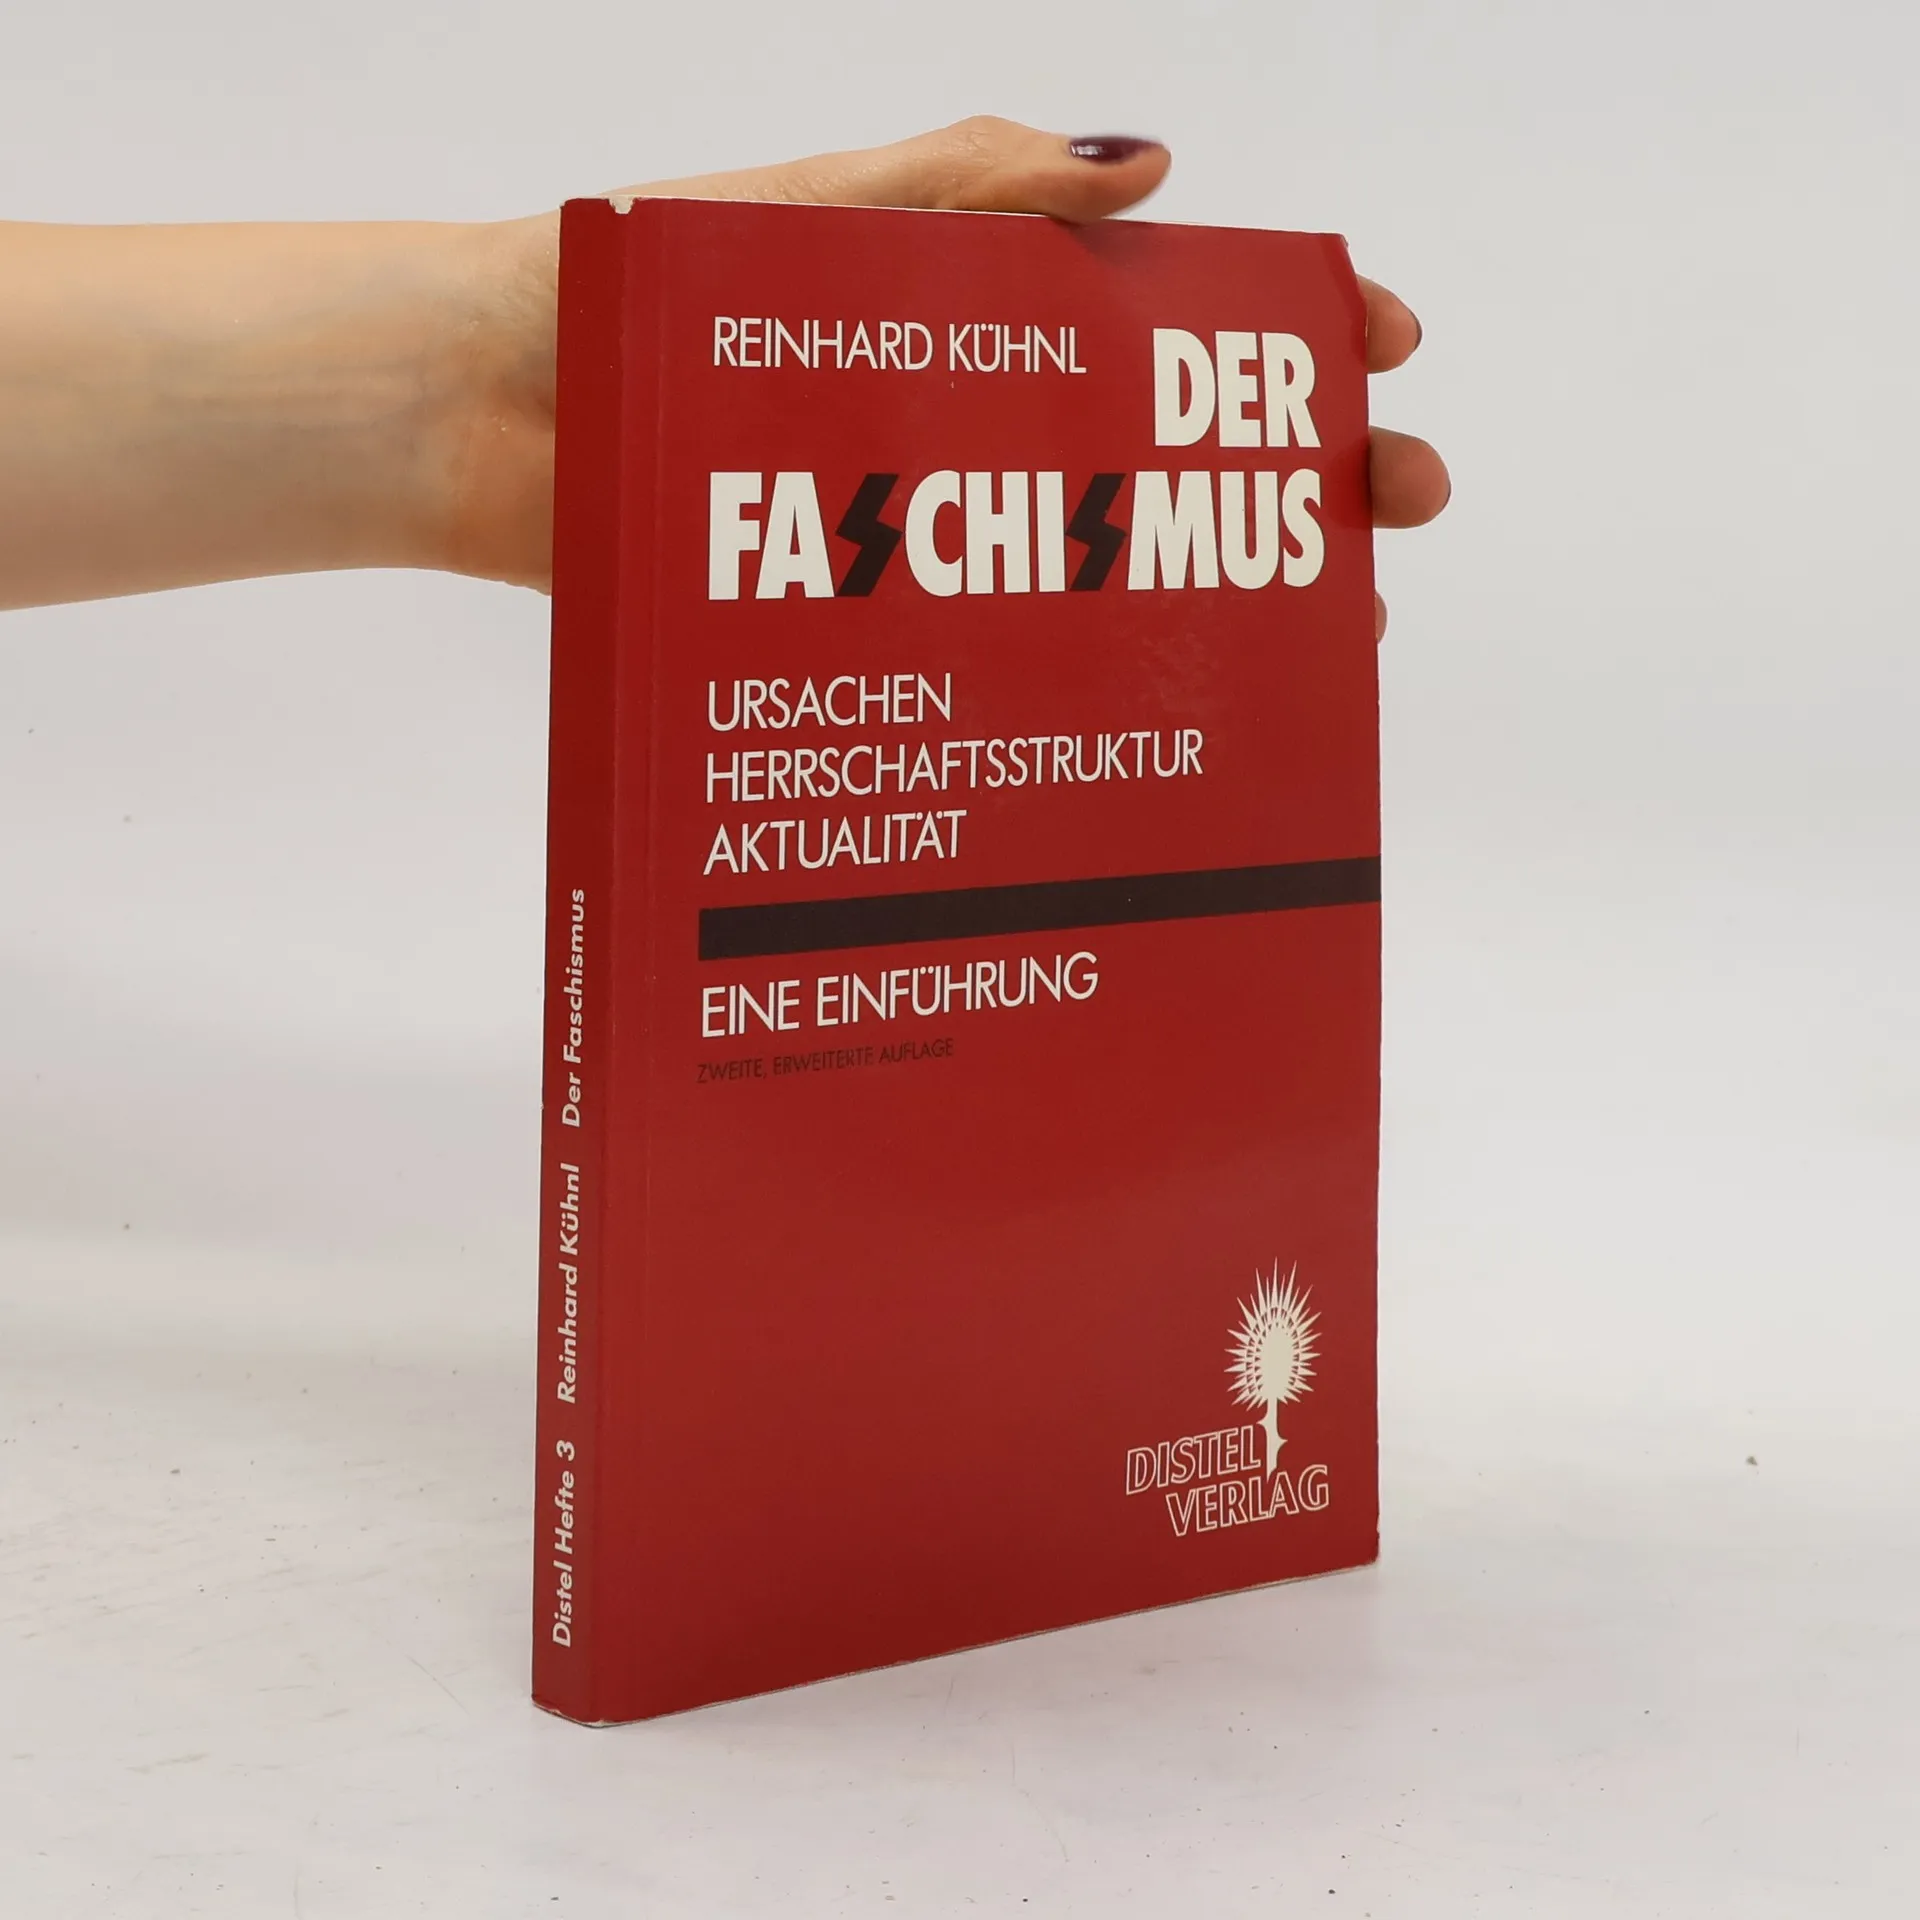 REINHARD KÜHNL
DER
FASCHISMUS
URSACHEN
HERRSCHAFTSSTRUKTUR
AKTUALITÄT
EINE EINFÜHRUNG
ZWEITE, ERWEITERTE AUFLAGE
DISTEL
VERLAG
Distel Hefte 3 Reinhard Kühnl Der Faschismus